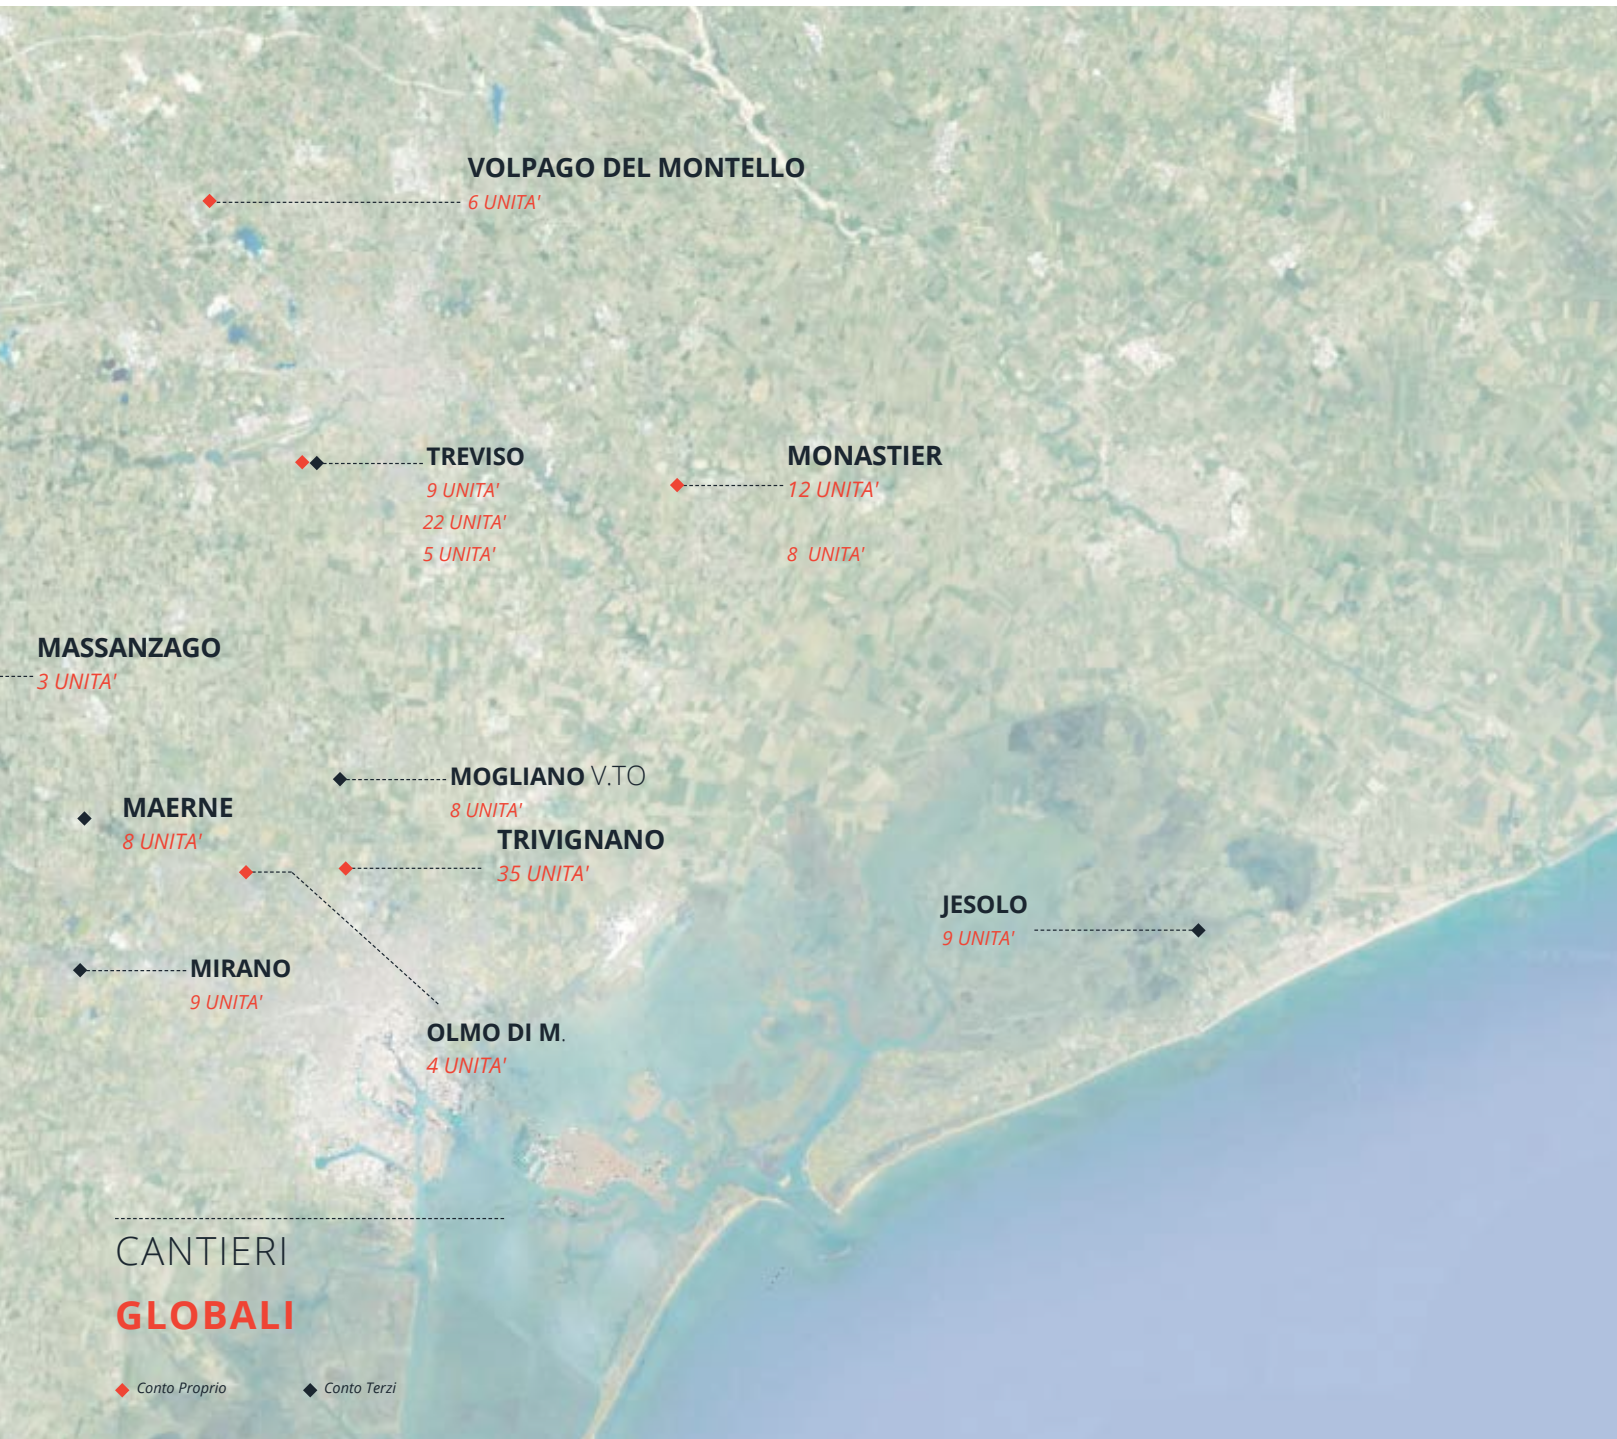 VOLPAGO DEL MONTELLO
6 UNITA'
TREVISO
9 UNITA'
22 UNITA'
5 UNITA'
MONASTIER
12 UNITA'
8 UNITA'
MASSANZAGO
3 UNITA'
MOGLIANO V.TO
8 UNITA'
MAERNE
8 UNITA'
TRIVIGNANO
35 UNITA'
JESOLO
9 UNITA'
MIRANO
9 UNITA'
OLMO DI M.
4 UNITA'
CANTIERI
GLOBALI
Conto Proprio
Conto Terzi